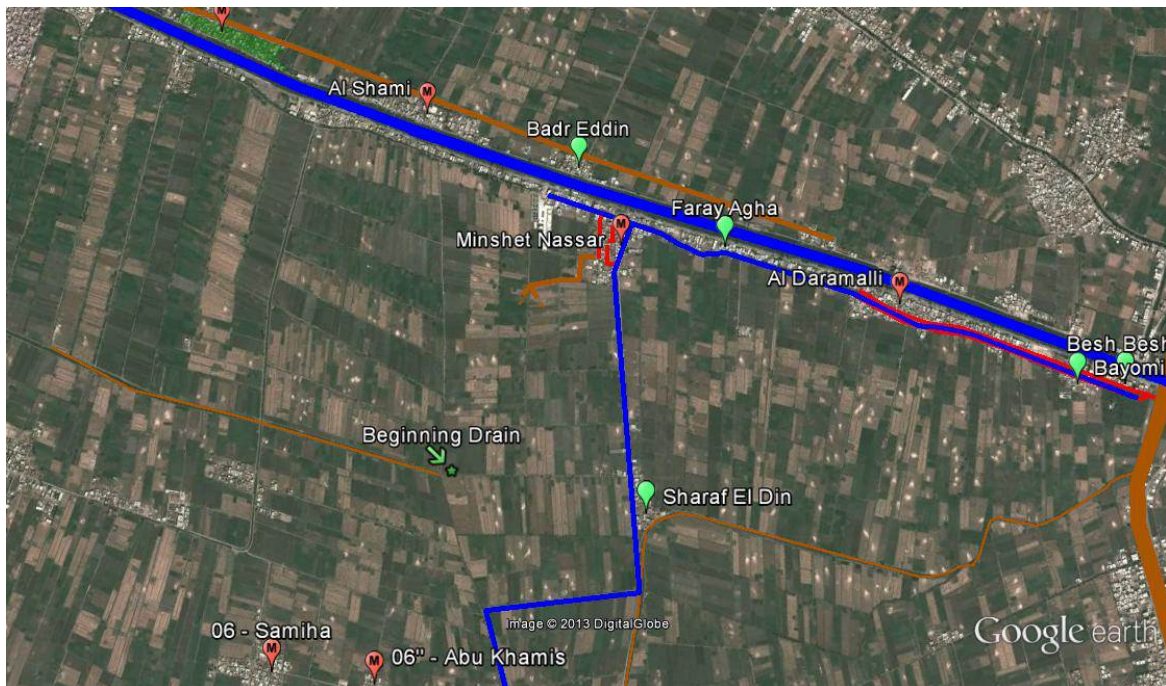 M
Al Shami
M
Badr Eddin
Faray Agha
Minshet Nassar
M
Al Daramalli
M
Besh Besh
Bayomi
Beginning Drain
Sharaf El Din
Image © 2013 DigitalGlobe
Google earth
06 - Samiha
M
06" - Abu Khamis
M